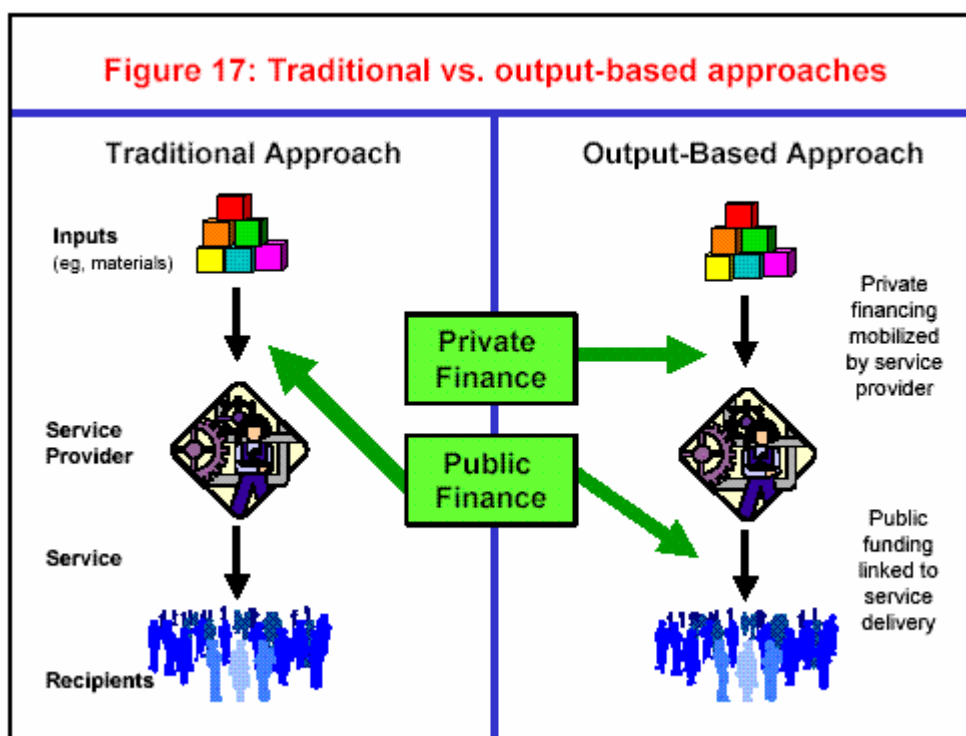 Figure 17: Traditional vs. output-based approaches
Traditional Approach
Inputs
(eg, materials)
Service
Provider
Service
Recipients
Private
Finance
Public
Finance
Output-Based Approach
Private
financing
mobilized
by service
provider
Public
funding
linked to
service
delivery